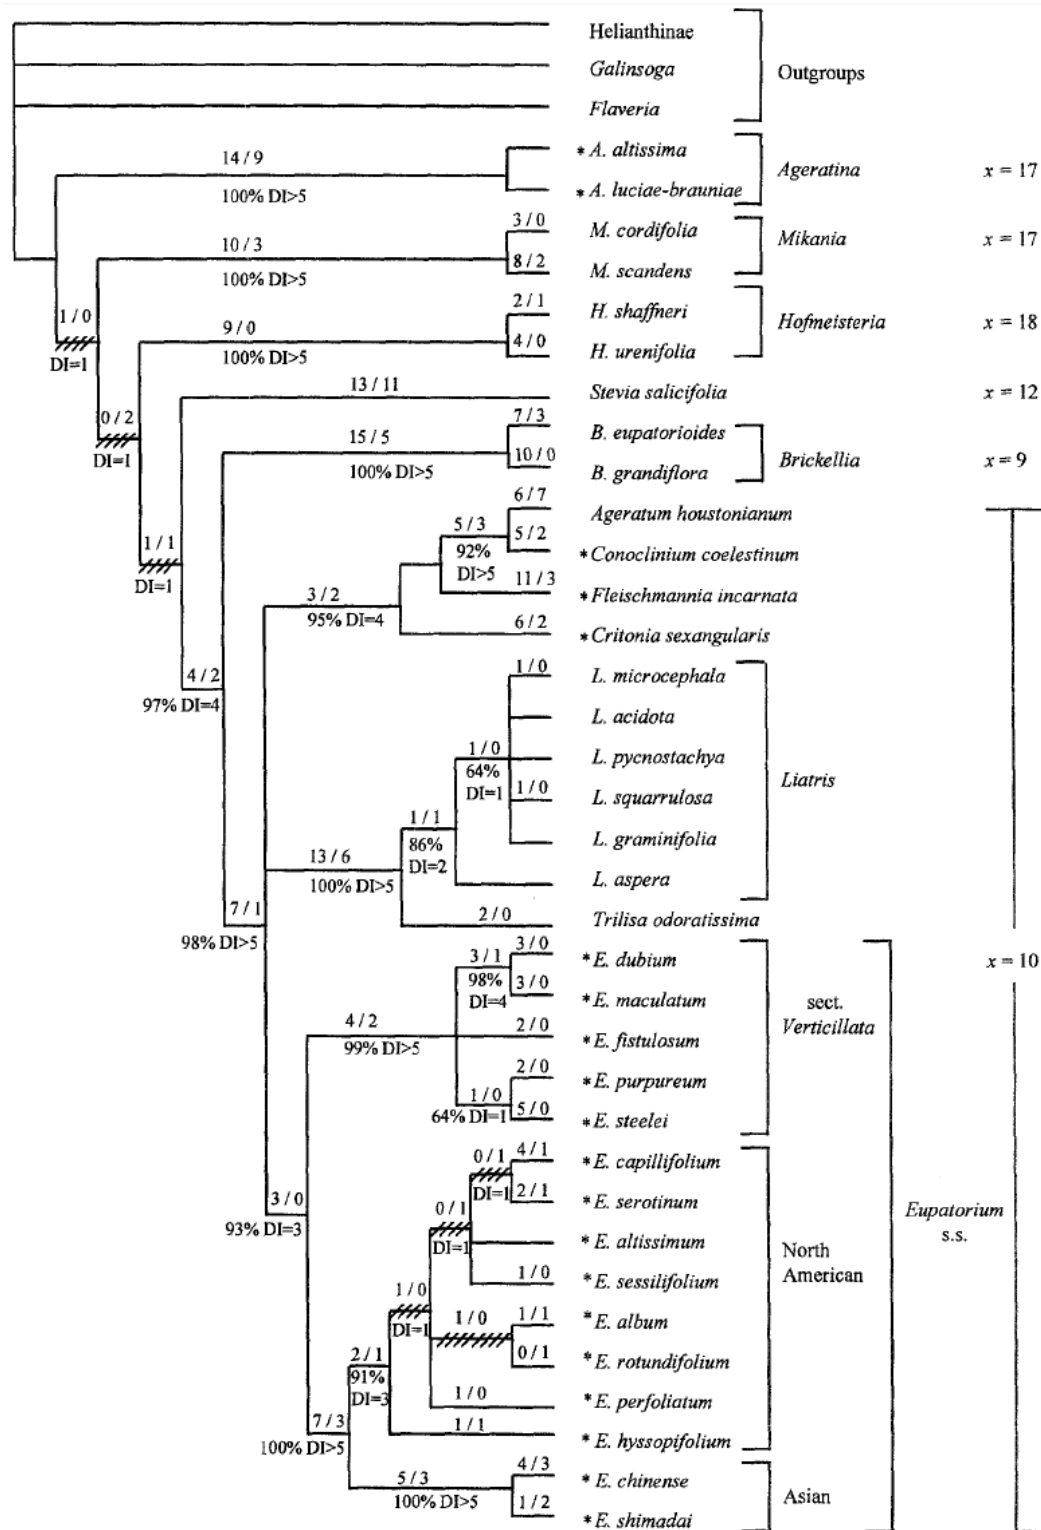 Helianthinae
Galinsoga
Outgroups
Flaveria
14 / 9
* A. altissima
Ageratina
x = 17
100% DI>5
* A. luciae-brauniae
3 / 0
M. cordifolia
10 / 3
Mikania
x = 17
100% DI>5
8 / 2
M. scandens
2 / 1
H. shaffneri
1 / 0
9 / 0
Hofmeisteria
x = 18
100% DI>5
4 / 0
H. urenifolia
DI=1
13 / 11
Stevia salicifolia
x = 12
0 / 2
7 / 3
B. eupatorioides
15 / 5
DI=1
100% DI>5
10 / 0
Brickellia
x = 9
B. grandiflora
6 / 7
Ageratum houstonianum
5 / 3
5 / 2
1 / 1
92%
DI>5
* Conoclinium coelestinum
DI=1
11 / 3
* Fleischmannia incarnata
3 / 2
95% DI=4
6 / 2
* Critonia sexangularis
4 / 2
1 / 0
L. microcephala
97% DI=4
L. acidota
1 / 0
L. pycnostachya
64%
DI=1
1 / 0
L. squarrulosa
Liatris
1 / 1
86%
DI=2
L. graminifolia
13 / 6
100% DI>5
L. aspera
7 / 1
2 / 0
Trilisa odoratissima
98% DI>5
3 / 0
* E. dubium
x = 10
3 / 1
98%
DI=4
3 / 0
* E. maculatum
sect.
Verticillata
4 / 2
99% DI>5
2 / 0
* E. fistulosum
2 / 0
* E. purpureum
1 / 0
64% DI=1
5 / 0
* E. steelei
0 / 1
4 / 1
* E. capillifolium
DI=1
2 / 1
* E. serotinum
3 / 0
93% DI=3
0 / 1
DI=1
* E. altissimum
Eupatorium
s.s.
North
American
1 / 0
* E. sessilifolium
1 / 0
DI=1
1 / 0
1 / 1
* E. album
2 / 1
91%
DI=3
0 / 1
* E. rotundifolium
1 / 0
* E. perfoliatum
7 / 3
100% DI>5
1 / 1
* E. hyssopifolium
5 / 3
4 / 3
* E. chinense
100% DI>5
1 / 2
Asian
* E. shimadai